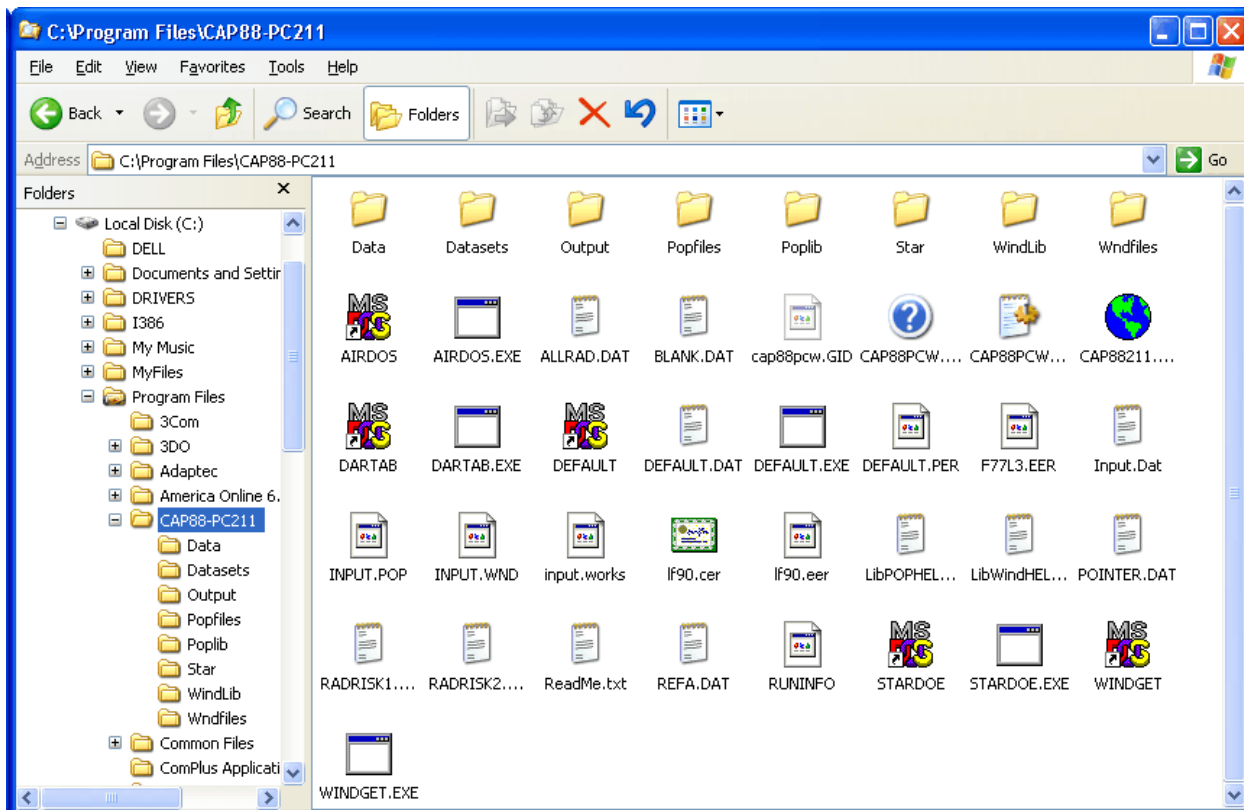 C:\Program Files\CAP88-PC211
File Edit View Favorites Tools Help
Back Search Folders
Address C:\Program Files\CAP88-PC211 Go
Folders
Local Disk (C:)
DELL
Documents and Settir
DRIVERS
I386
My Music
MyFiles
Program Files
3Com
3DO
Adaptec
America Online 6.
CAP88-PC211
Data
Datasets
Output
Popfiles
Poplib
Star
WindLib
Wndfiles
Common Files
ComPlus Applicati
Data Datasets Output Popfiles Poplib Star WindLib Wndfiles
AIRDOS AIRDOS.EXE ALLRAD.DAT BLANK.DAT cap88pcw.GID CAP88PCW.... CAP88PCW... CAP88211....
DARTAB DARTAB.EXE DEFAULT DEFAULT.DAT DEFAULT.EXE DEFAULT.PER F77L3.EER Input.Dat
INPUT.POP INPUT.WND input.works lf90.cer lf90.eer LibPOPHEL... LibWindHEL... POINTER.DAT
RADRISK1.... RADRISK2.... ReadMe.txt REFA.DAT RUNINFO STARDOE STARDOE.EXE WINDGET
WINDGET.EXE